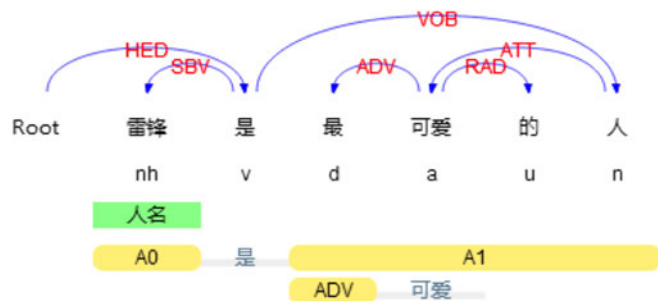 VOB
HED ATT
SBV ADV RAD
Root 雷锋 是 最 可爱 的 人
nh v d a u n
人名
A0 是 A1
ADV 可爱